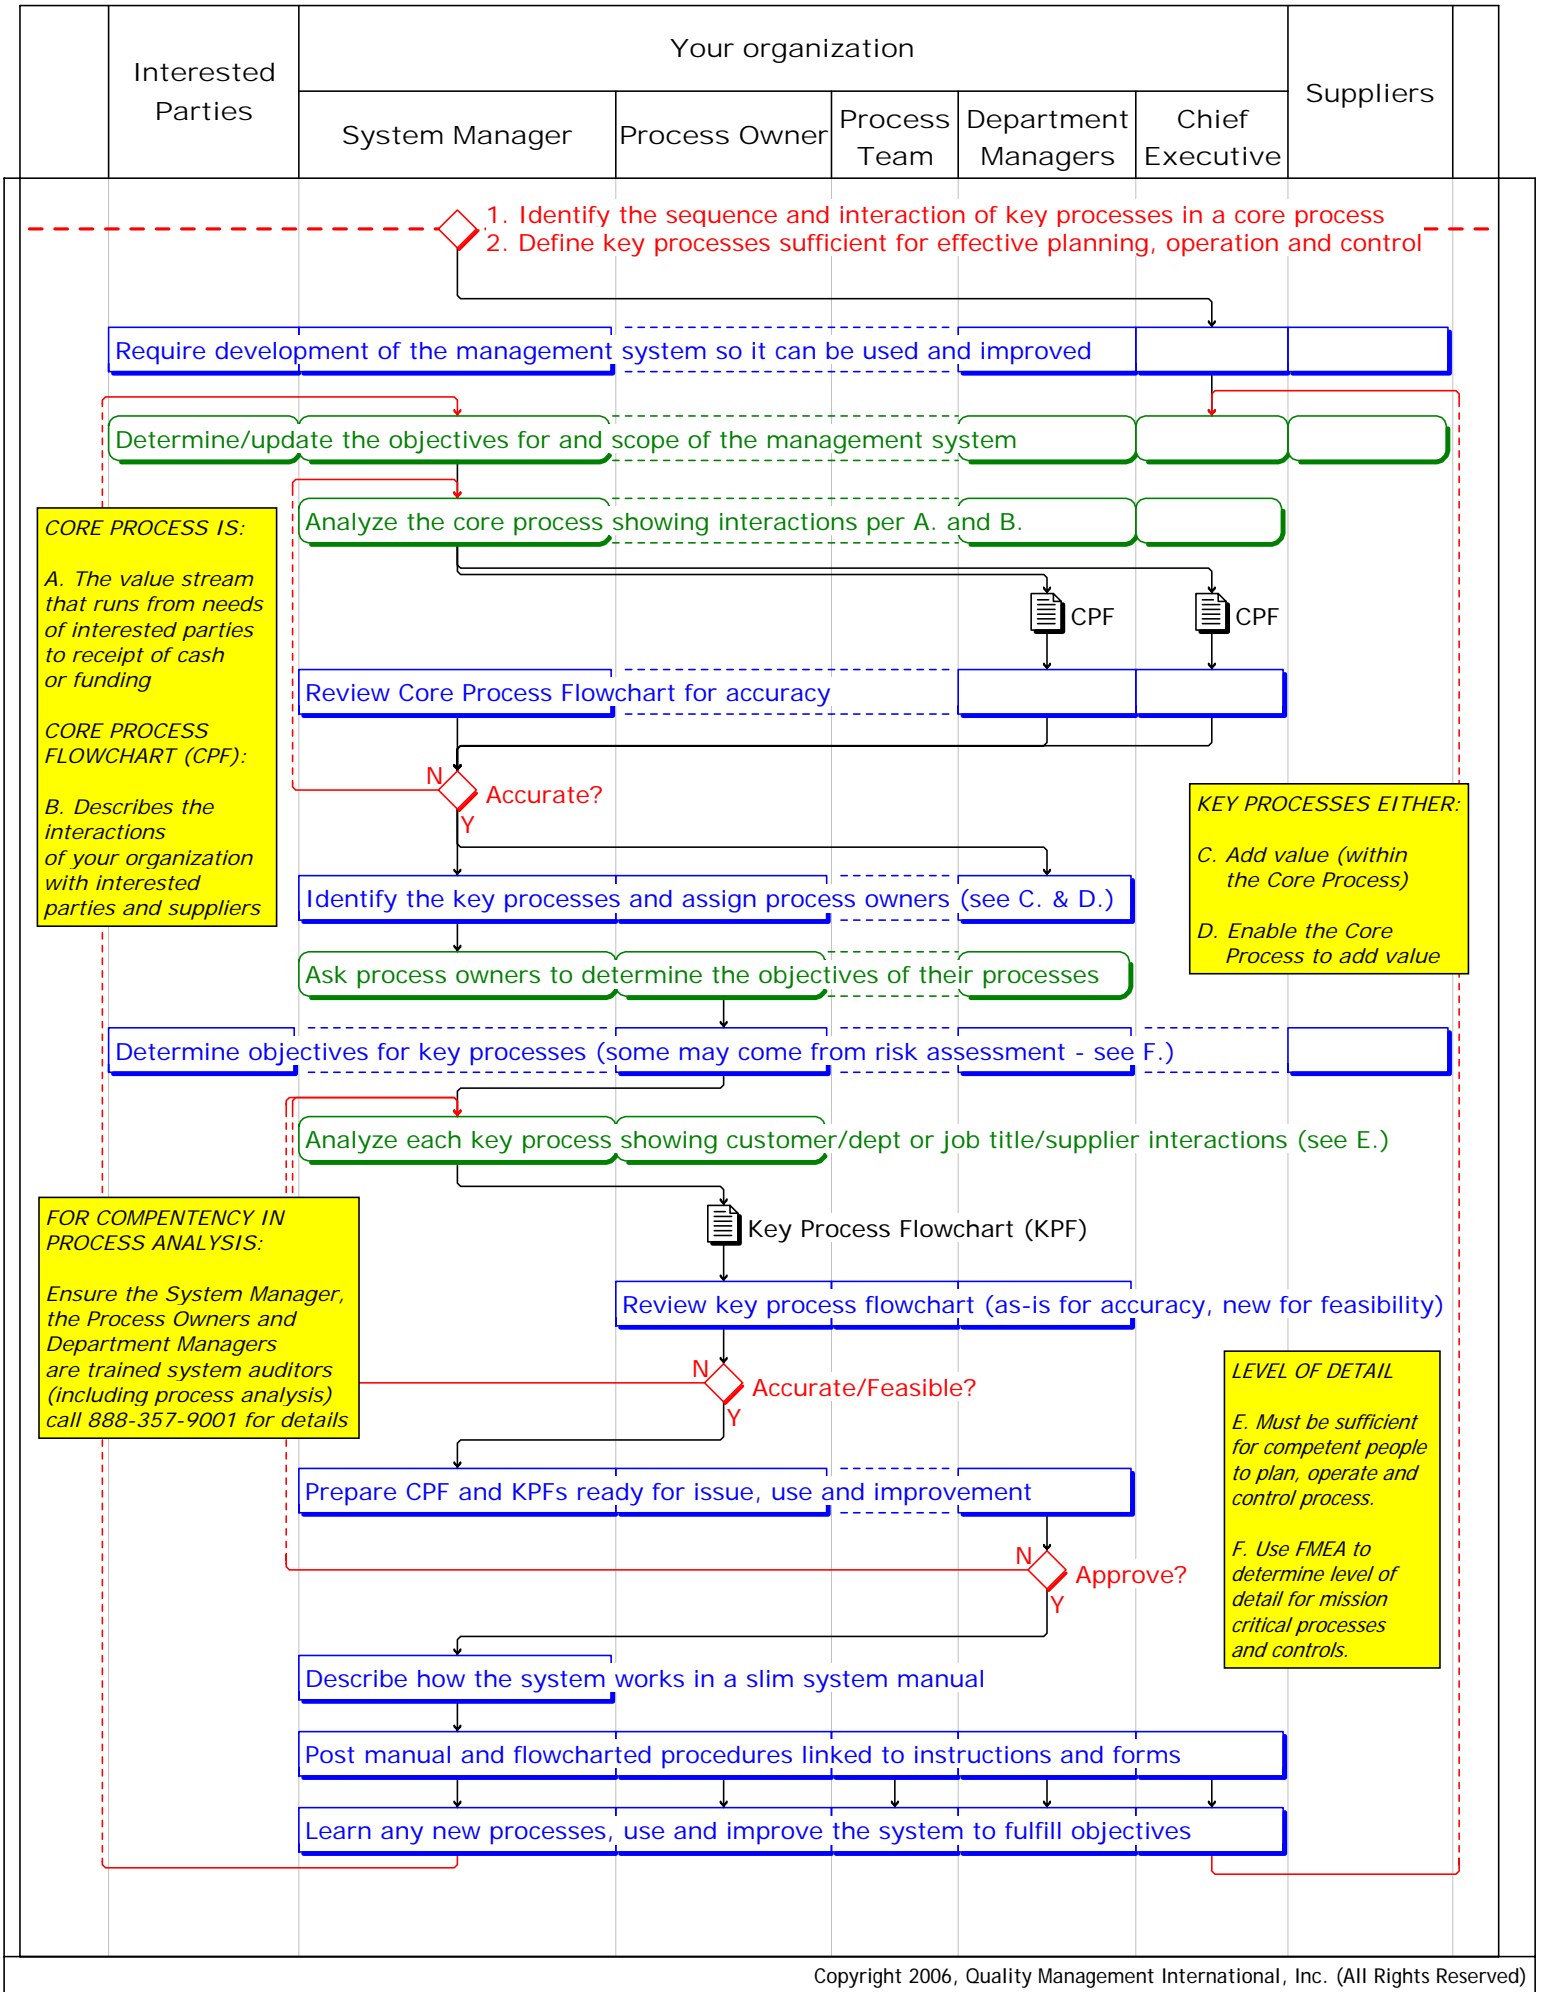 Your organization
Interested
Parties
Suppliers
System Manager
Process Owner
Process
Team
Department
Managers
Chief
Executive
1. Identify the sequence and interaction of key processes in a core process
2. Define key processes sufficient for effective planning, operation and control
Require development of the management system so it can be used and improved
Determine/update the objectives for and scope of the management system
Analyze the core process showing interactions per A. and B.
CORE PROCESS IS:
A. The value stream
that runs from needs
of interested parties
to receipt of cash
or funding
CORE PROCESS
FLOWCHART (CPF):
B. Describes the
interactions
of your organization
with interested
parties and suppliers
CPF
CPF
Review Core Process Flowchart for accuracy
N
Accurate?
Y
KEY PROCESSES EITHER:
C. Add value (within
the Core Process)
D. Enable the Core
Process to add value
Identify the key processes and assign process owners (see C. & D.)
Ask process owners to determine the objectives of their processes
Determine objectives for key processes (some may come from risk assessment - see F.)
Analyze each key process showing customer/dept or job title/supplier interactions (see E.)
FOR COMPENTENCY IN
PROCESS ANALYSIS:
Ensure the System Manager,
the Process Owners and
Department Managers
are trained system auditors
(including process analysis)
call 888-357-9001 for details
Key Process Flowchart (KPF)
Review key process flowchart (as-is for accuracy, new for feasibility)
N
Accurate/Feasible?
Y
LEVEL OF DETAIL
E. Must be sufficient
for competent people
to plan, operate and
control process.
F. Use FMEA to
determine level of
detail for mission
critical processes
and controls.
Prepare CPF and KPFs ready for issue, use and improvement
N
Approve?
Y
Describe how the system works in a slim system manual
Post manual and flowcharted procedures linked to instructions and forms
Learn any new processes, use and improve the system to fulfill objectives
Copyright 2006, Quality Management International, Inc. (All Rights Reserved)